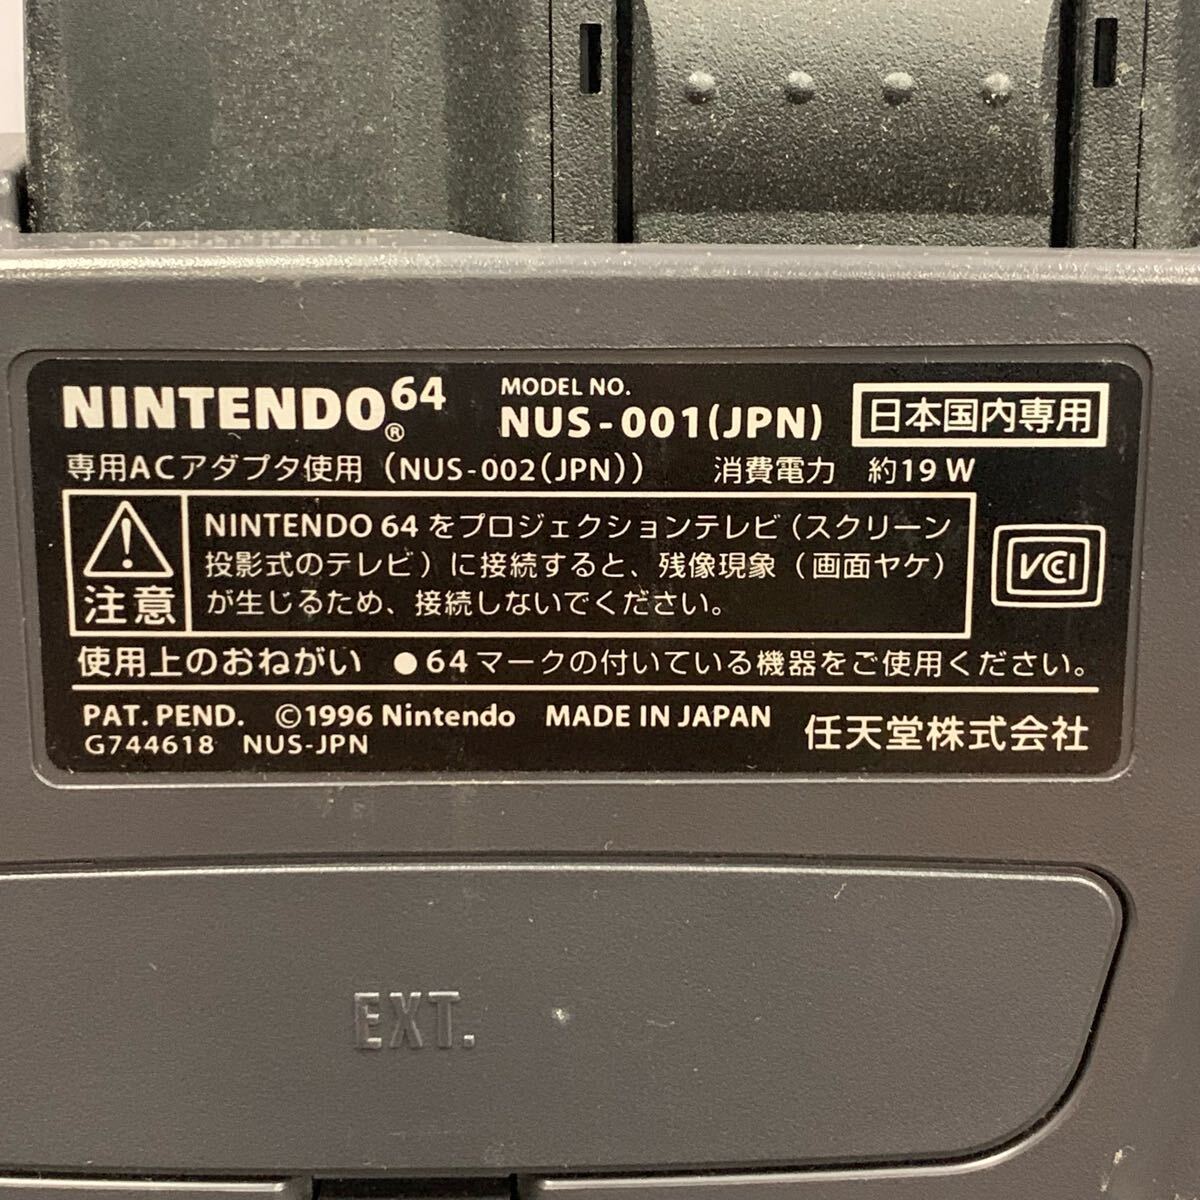 NINTENDO®64 MODEL NO. NUS-001(JPN) 日本国内専用
専用ACアダプタ使用（NUS-002(JPN)） 消費電力 約19W
注意
NINTENDO 64 をプロジェクションテレビ（スクリーン
投影式のテレビ）に接続すると、残像現象（画面ヤケ）
が生じるため、接続しないでください。
VCCI
使用上のおねがい ●64マークの付いている機器をご使用ください。
PAT. PEND. ©1996 Nintendo MADE IN JAPAN
G744618 NUS-JPN
任天堂株式会社
EXT.